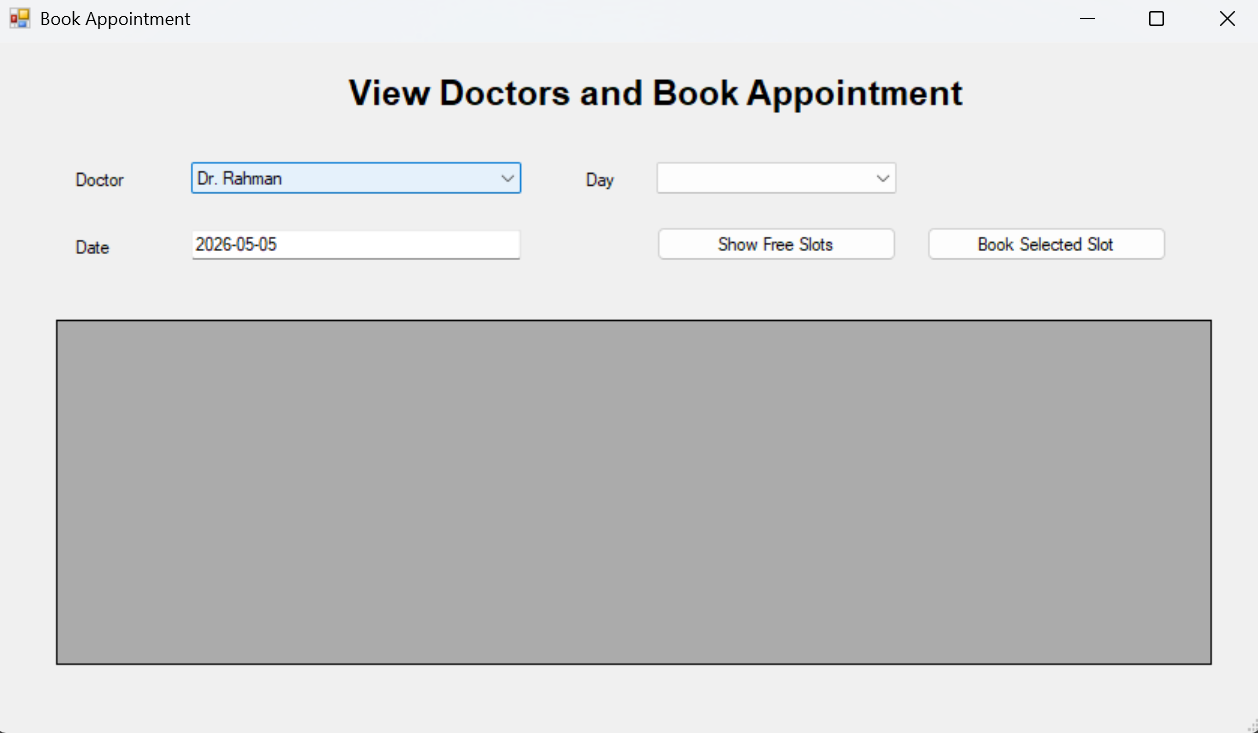 Book Appointment
View Doctors and Book Appointment
Doctor Dr. Rahman Day
Date 2026-05-05 Show Free Slots Book Selected Slot